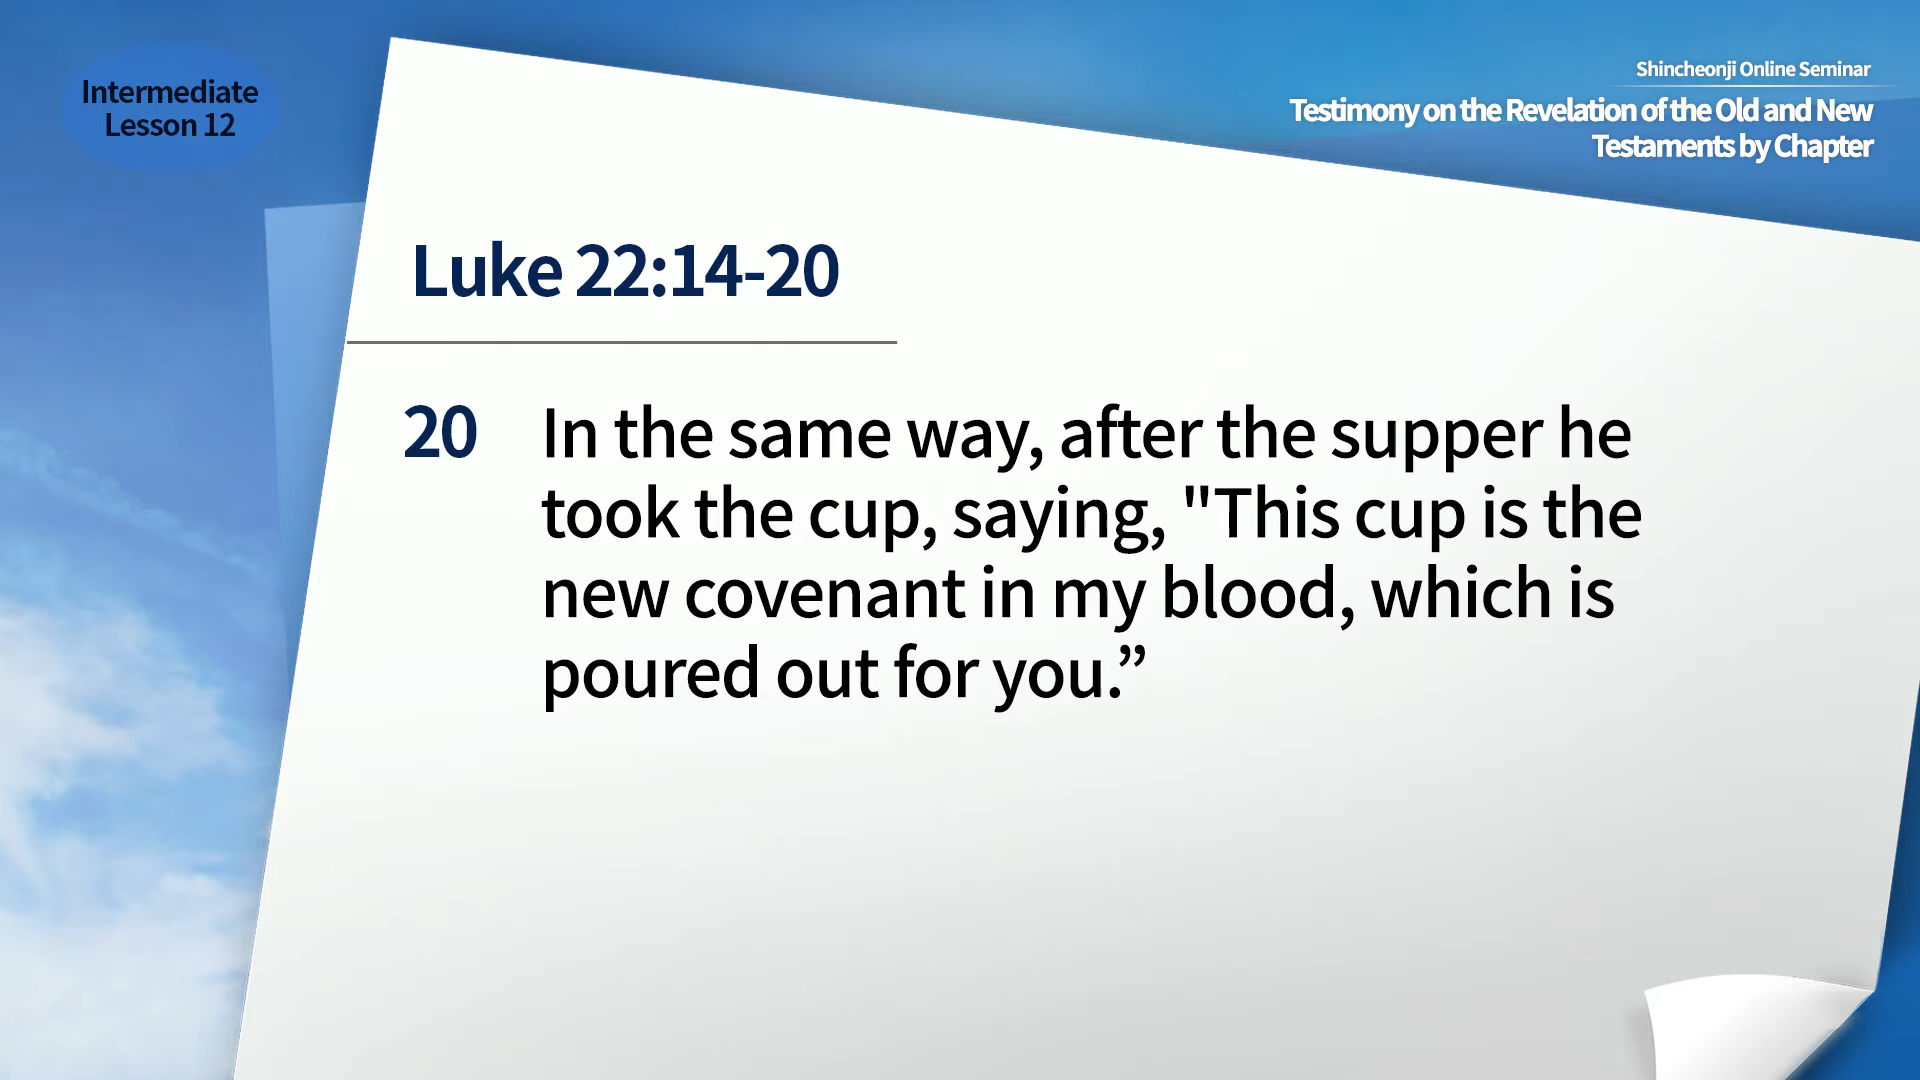 Intermediate
Lesson 12
Shincheonji Online Seminar
Testimony on the Revelation of the Old and New
Testaments by Chapter
Luke 22:14-20
20 In the same way, after the supper he
took the cup, saying, "This cup is the
new covenant in my blood, which is
poured out for you.”